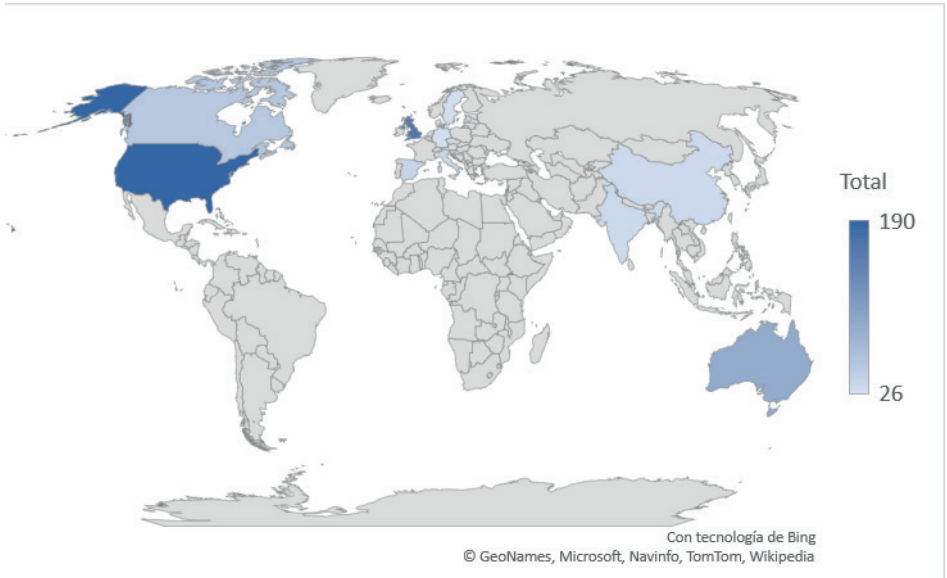 Total
190
26
Con tecnología de Bing
© GeoNames, Microsoft, Navinfo, TomTom, Wikipedia